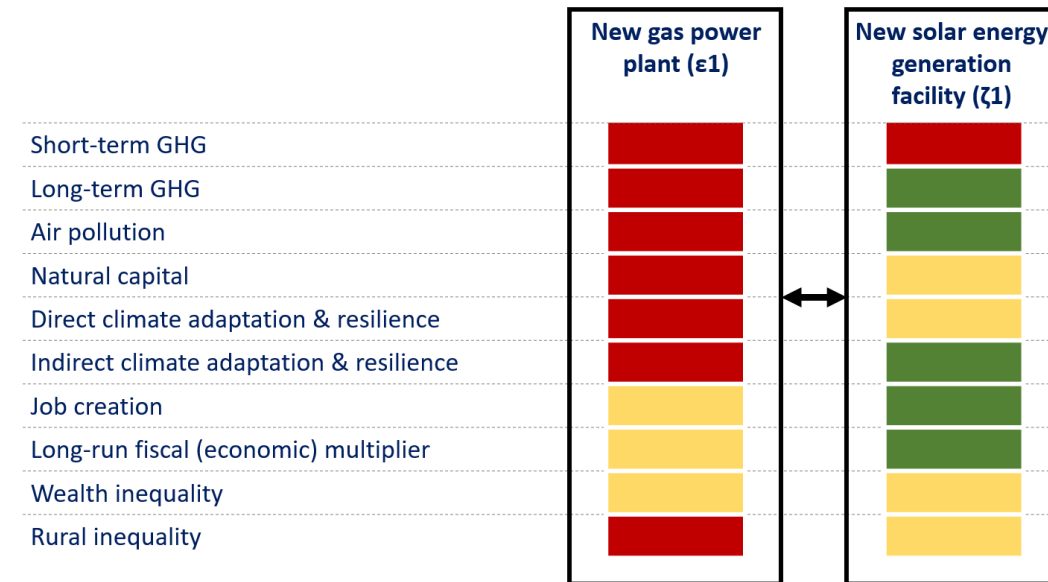 New gas power
plant (ε1)
New solar energy
generation
facility (ζ1)
Short-term GHG
Long-term GHG
Air pollution
Natural capital
Direct climate adaptation & resilience
Indirect climate adaptation & resilience
Job creation
Long-run fiscal (economic) multiplier
Wealth inequality
Rural inequality